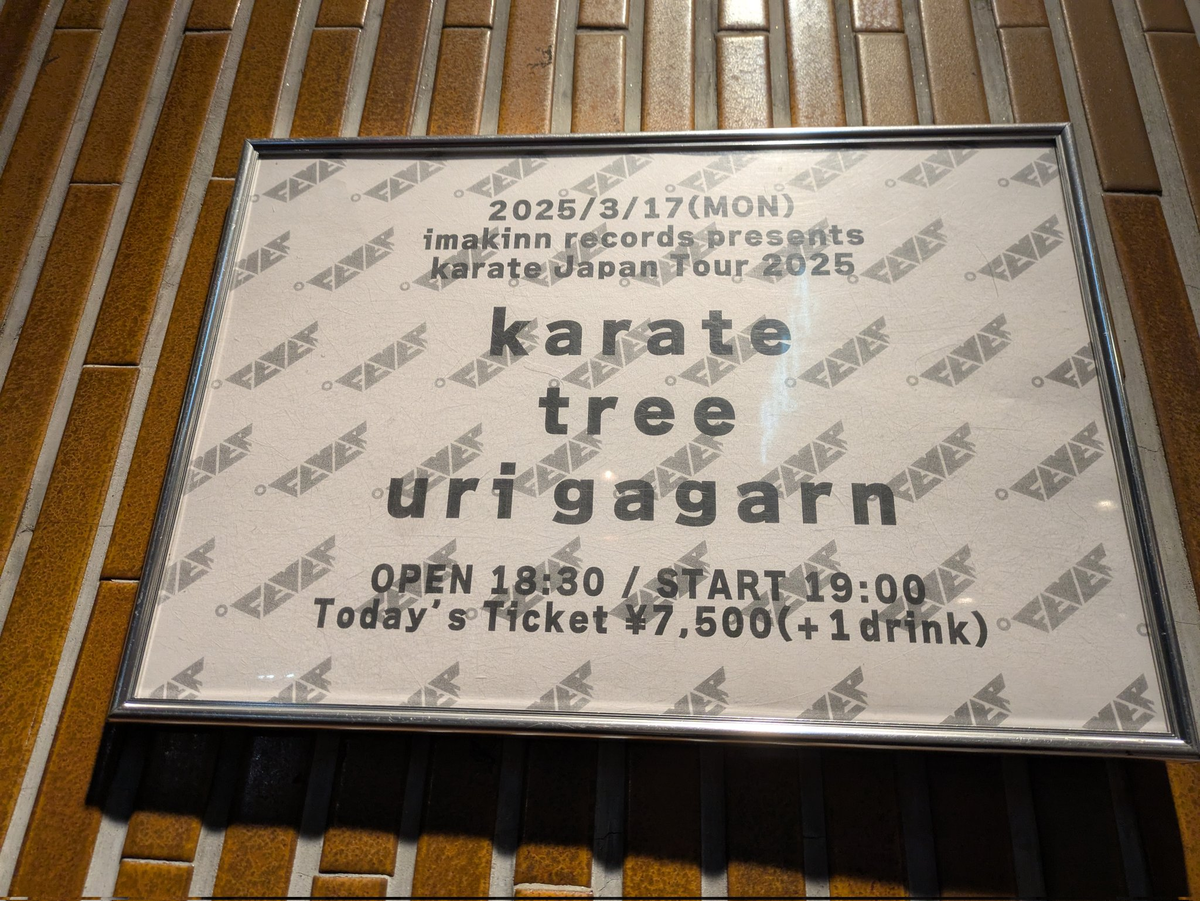 2025/3/17(MON)
imakinn records presents
karate Japan Tour 2025
karate
tree
uri gagarn
OPEN 18:30 / START 19:00
Today's Ticket ¥7,500(+1drink)
FEVER